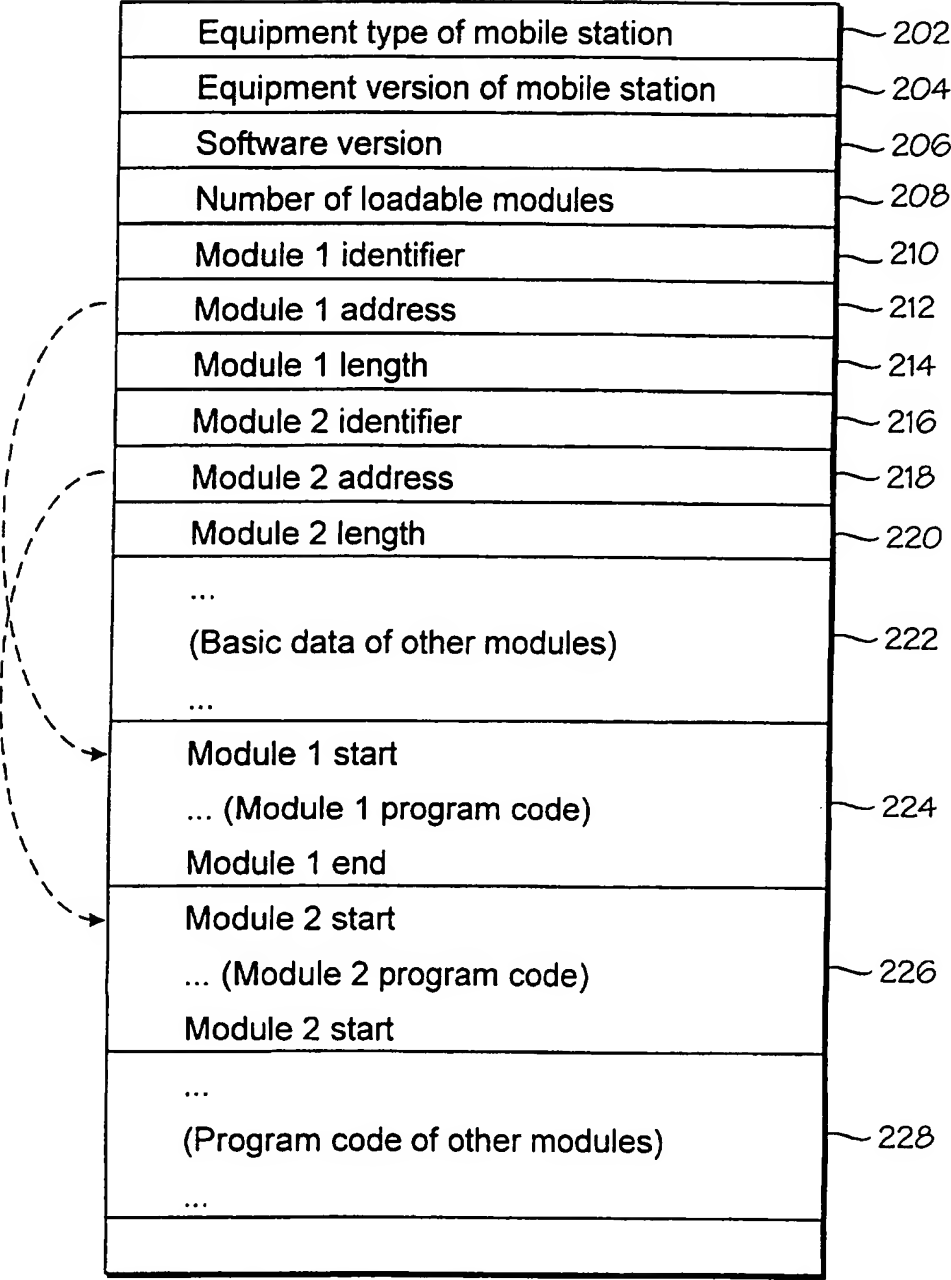 Equipment type of mobile station 202
Equipment version of mobile station 204
Software version 206
Number of loadable modules 208
Module 1 identifier 210
Module 1 address 212
Module 1 length 214
Module 2 identifier 216
Module 2 address 218
Module 2 length 220
...
(Basic data of other modules) 222
...
Module 1 start
... (Module 1 program code) 224
Module 1 end
Module 2 start
... (Module 2 program code) 226
Module 2 start
...
(Program code of other modules) 228
...